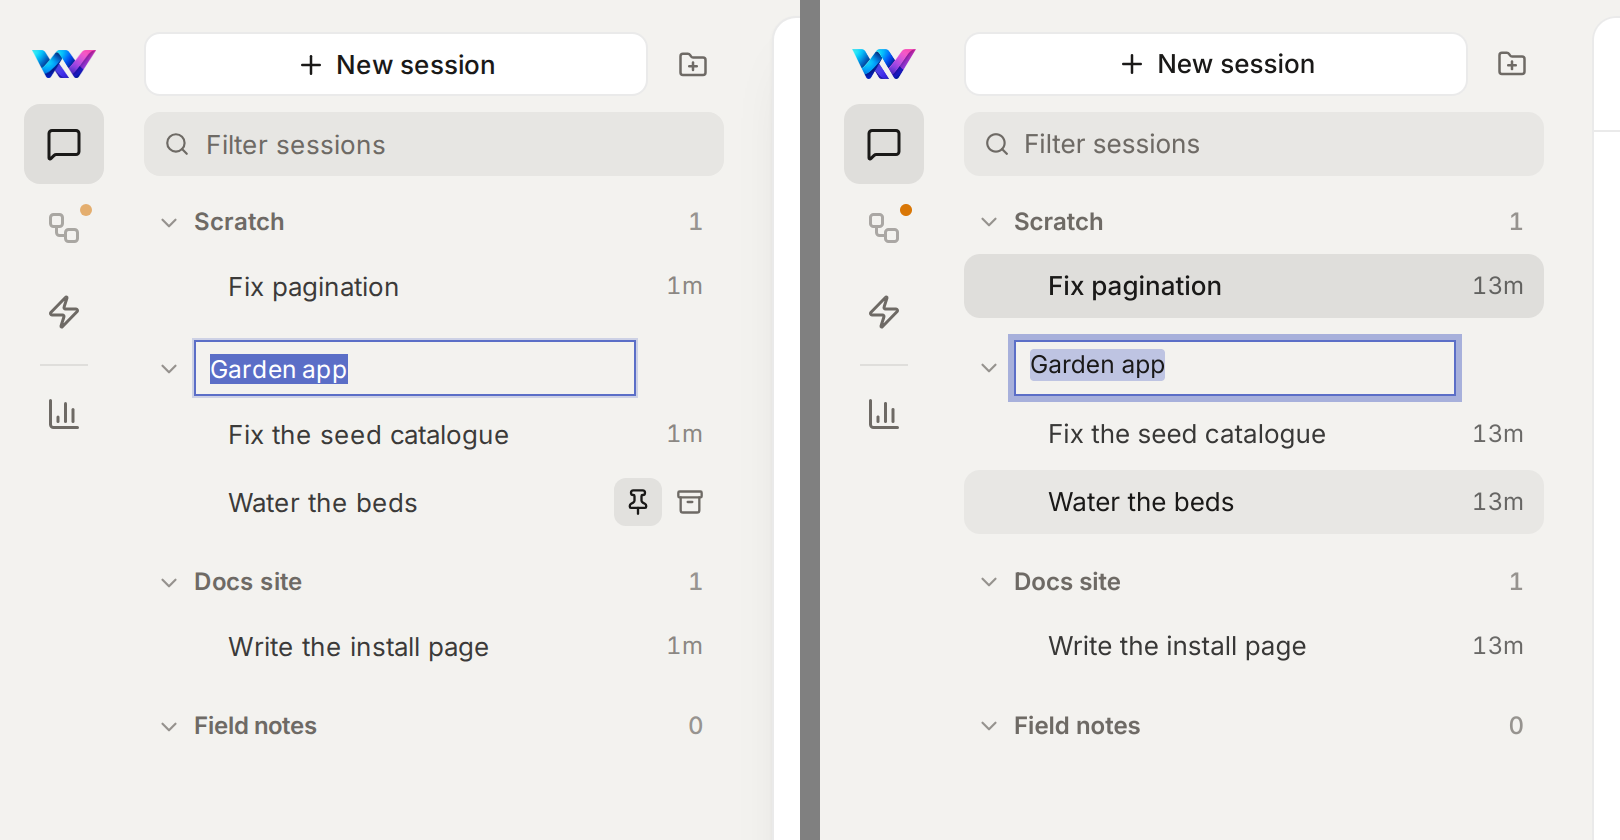 New session
Filter sessions
Scratch 1
Fix pagination 1m
Garden app
Fix the seed catalogue 1m
Water the beds
Docs site 1
Write the install page 1m
Field notes 0
New session
Filter sessions
Scratch 1
Fix pagination 13m
Garden app
Fix the seed catalogue 13m
Water the beds 13m
Docs site 1
Write the install page 13m
Field notes 0